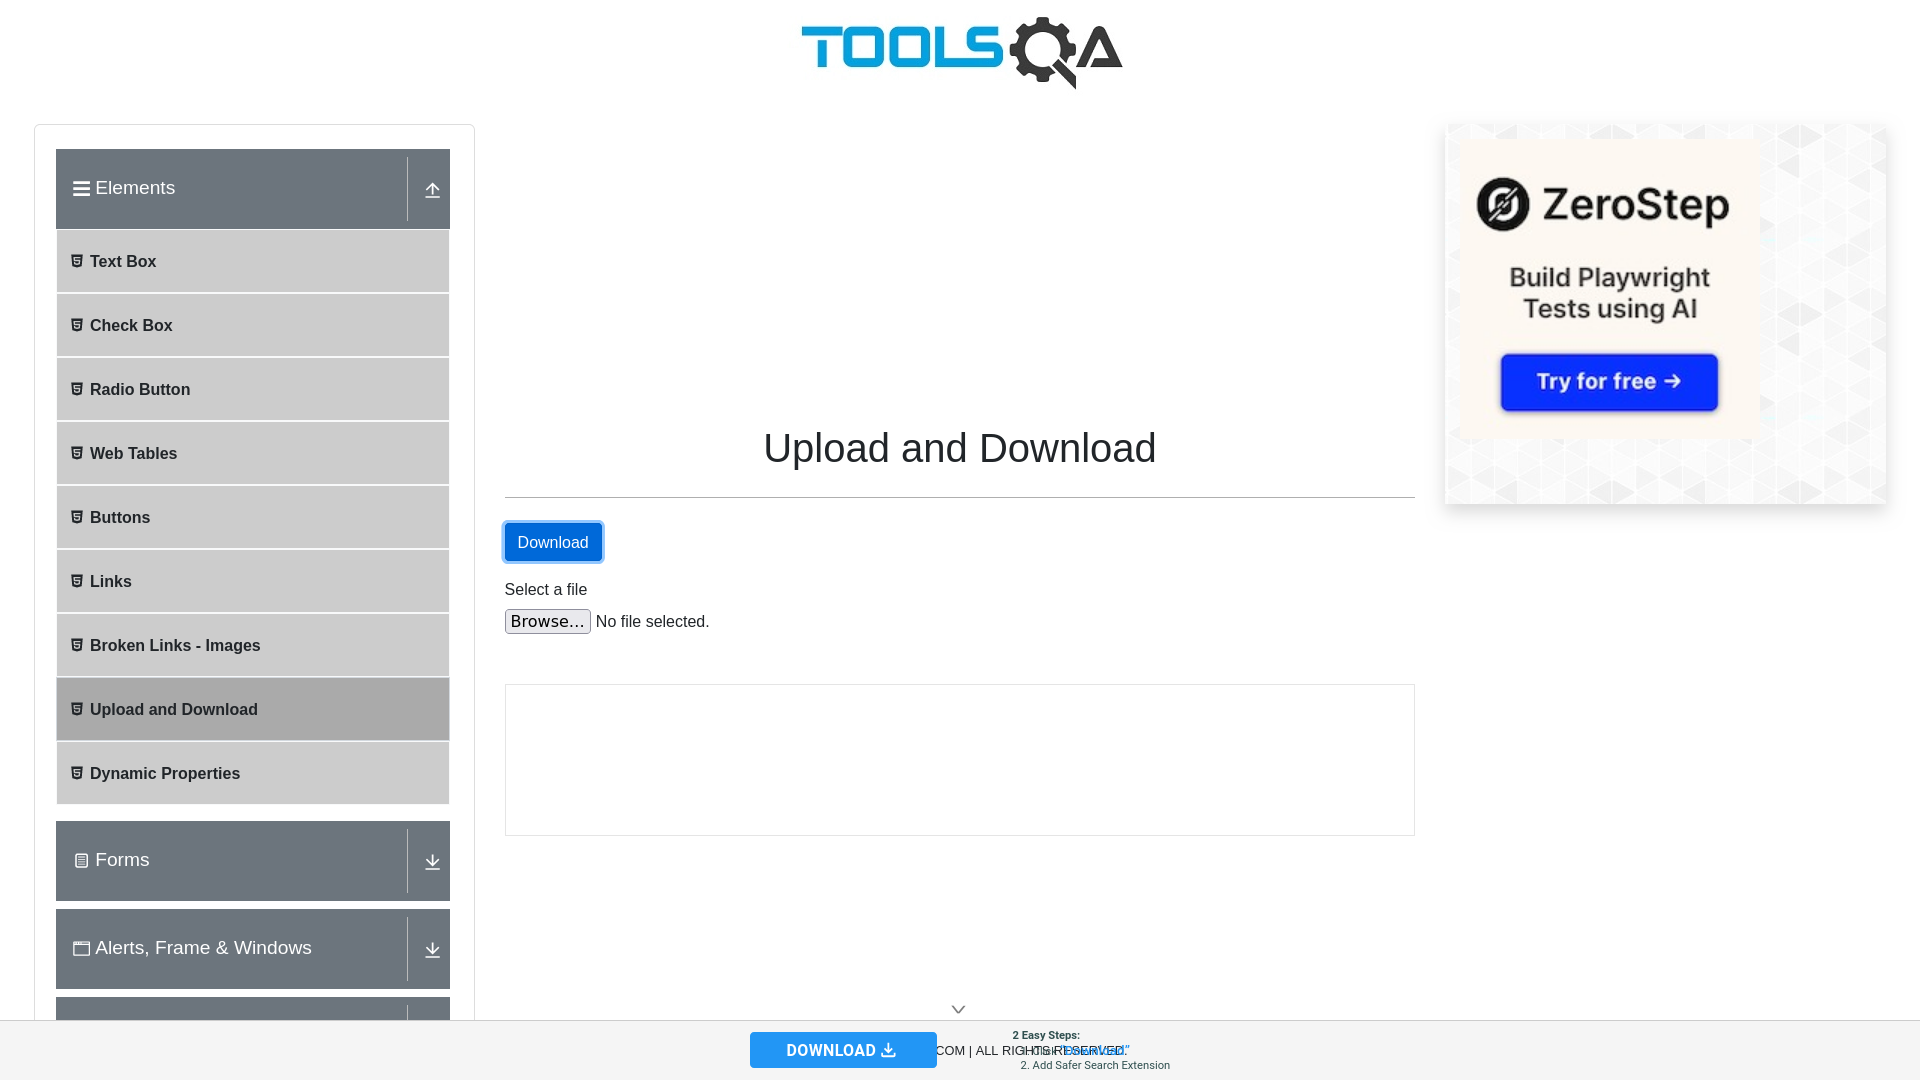 TOOLSQA
Elements
Text Box
Check Box
Radio Button
Web Tables
Buttons
Links
Broken Links - Images
Upload and Download
Dynamic Properties
Forms
Alerts, Frame & Windows
Upload and Download
Download
Select a file
Browse... No file selected.
ZeroStep
Build Playwright
Tests using AI
Try for free →
DOWNLOAD
COM | ALL RIGHTS RESERVED.
2 Easy Steps:
1. Click "Download"
2. Add Safer Search Extension